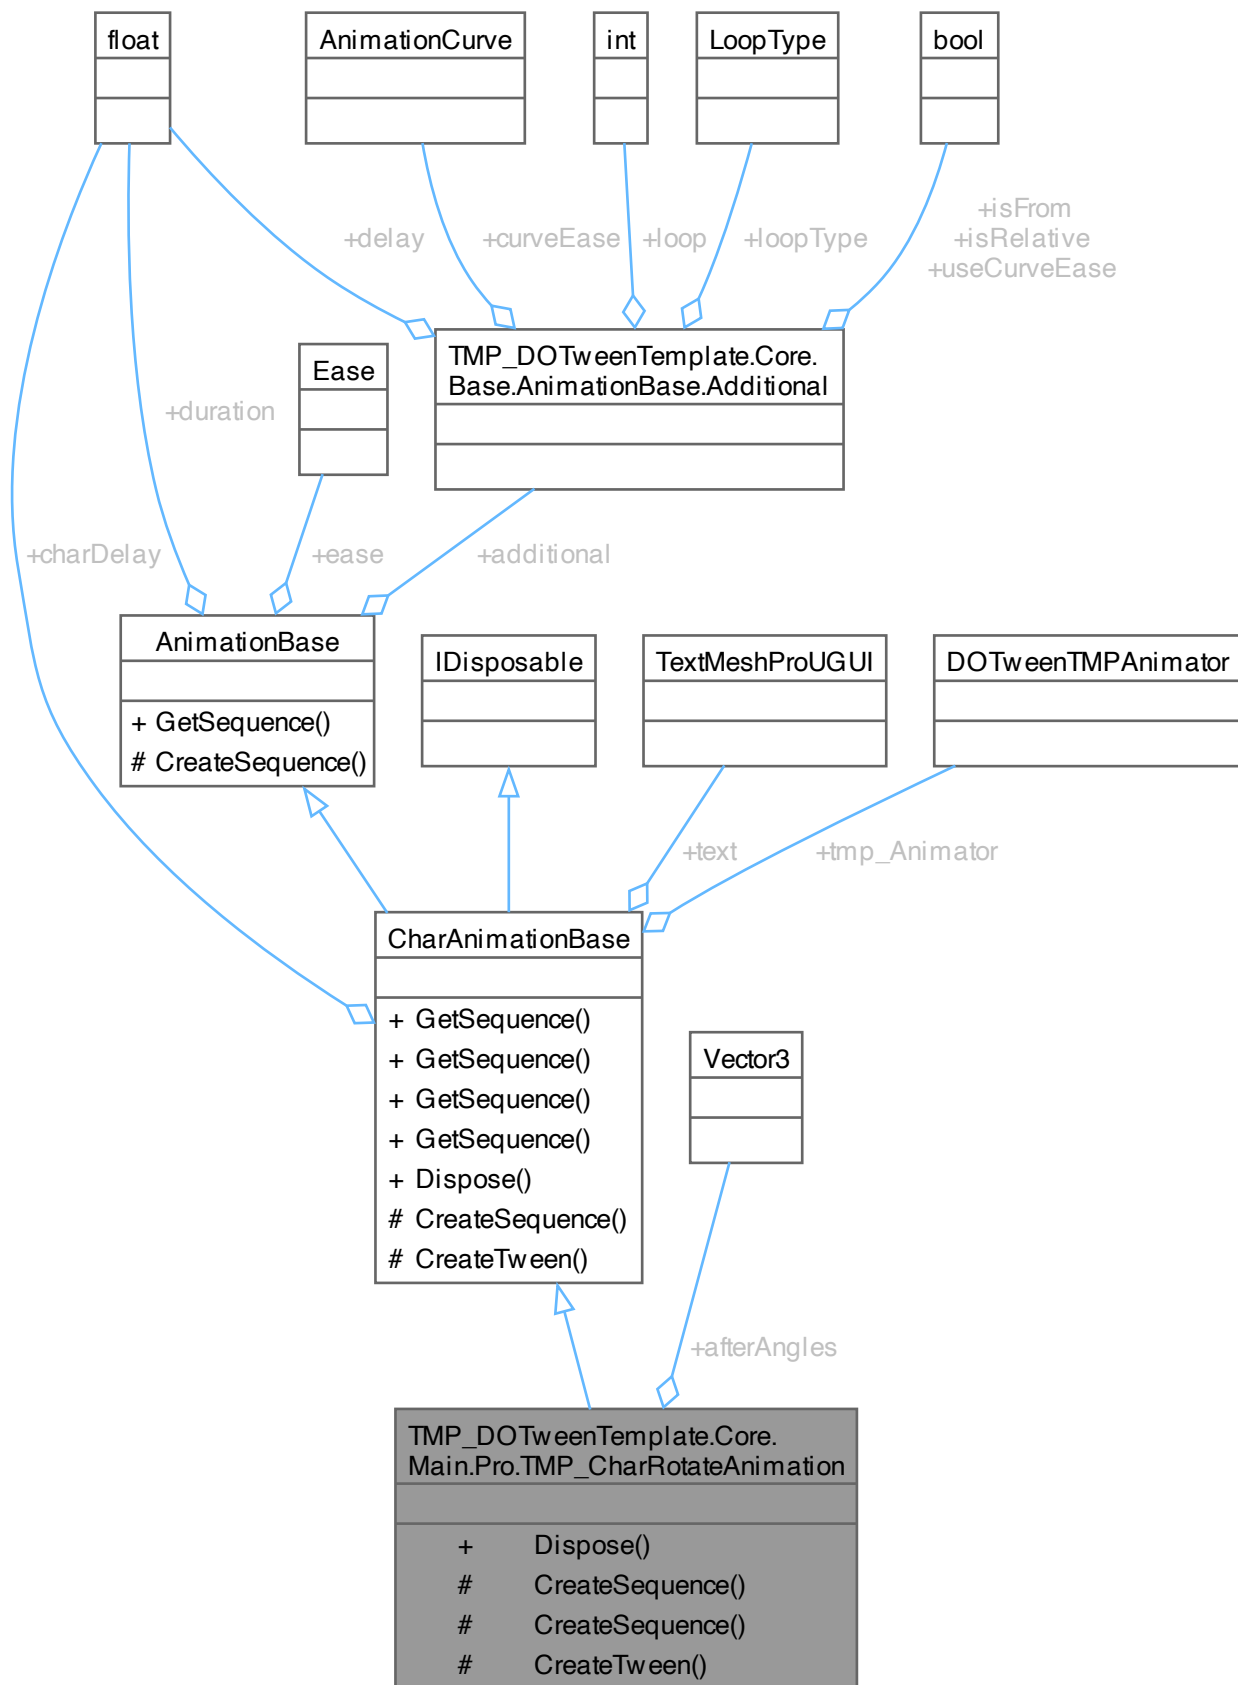 float
AnimationCurve
int
LoopType
bool
+isFrom
+isRelative
+useCurveEase
+delay
+curveEase
+loop
+loopType
TMP_DOTweenTemplate.Core.
Base.AnimationBase.Additional
Ease
+duration
+charDelay
+ease
+additional
AnimationBase
+ GetSequence()
# CreateSequence()
IDisposable
TextMeshProUGUI
DOTweenTMPAnimator
+text
+tmp_Animator
CharAnimationBase
+ GetSequence()
+ GetSequence()
+ GetSequence()
+ GetSequence()
+ Dispose()
# CreateSequence()
# CreateTween()
Vector3
+afterAngles
TMP_DOTweenTemplate.Core.
Main.Pro.TMP_CharRotateAnimation
+ Dispose()
# CreateSequence()
# CreateSequence()
# CreateTween()